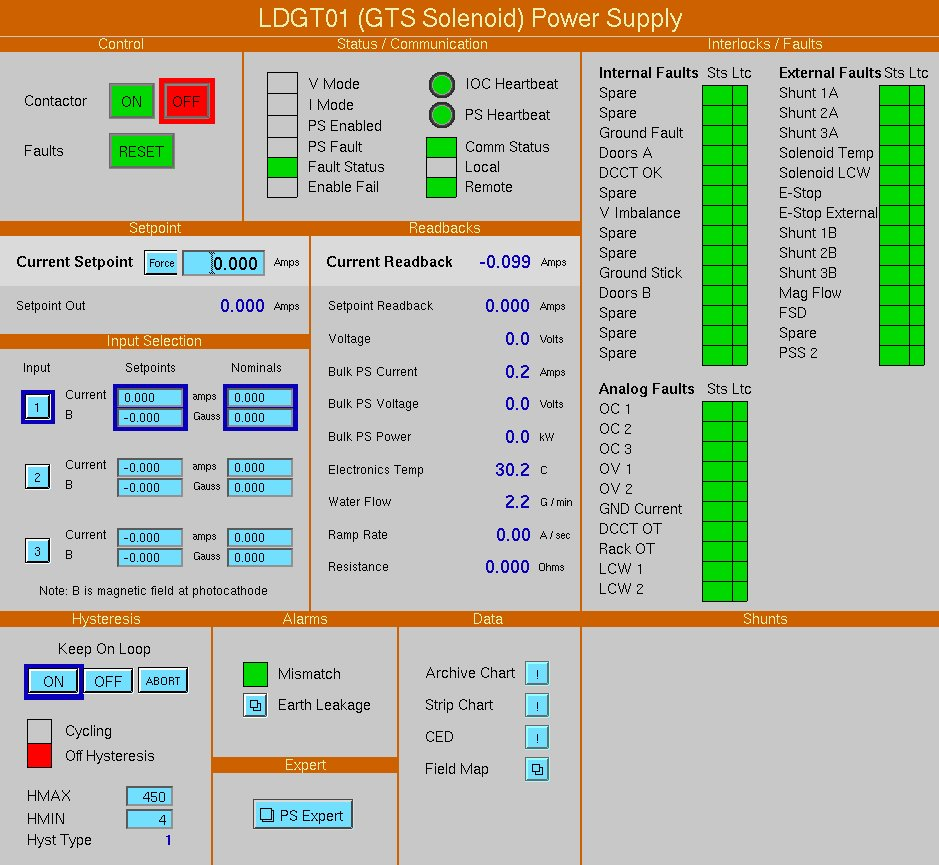 LDGT01 (GTS Solenoid) Power Supply
Control
Contactor ON OFF
Faults RESET
Status / Communication
V Mode
I Mode
PS Enabled
PS Fault
Fault Status
Enable Fail
IOC Heartbeat
PS Heartbeat
Comm Status
Local
Remote
Interlocks / Faults
Internal Faults Sts Ltc
Spare
Spare
Ground Fault
Doors A
DCCT OK
Spare
V Imbalance
Spare
Spare
Ground Stick
Doors B
Spare
Spare
Spare
External Faults Sts Ltc
Shunt 1A
Shunt 2A
Shunt 3A
Solenoid Temp
Solenoid LCW
E-Stop
E-Stop External
Shunt 1B
Shunt 2B
Shunt 3B
Mag Flow
FSD
Spare
PSS 2
Analog Faults Sts Ltc
OC 1
OC 2
OC 3
OV 1
OV 2
GND Current
DCCT OT
Rack OT
LCW 1
LCW 2
Setpoint
Current Setpoint Force 0.000 Amps
Setpoint Out 0.000 Amps
Input Selection
Input Setpoints Nominals
1 Current 0.000 amps 0.000
B -0.000 Gauss 0.000
2 Current -0.000 amps 0.000
B -0.000 Gauss 0.000
3 Current -0.000 amps 0.000
B -0.000 Gauss 0.000
Note: B is magnetic field at photocathode
Readbacks
Current Readback -0.099 Amps
Setpoint Readback 0.000 Amps
Voltage 0.0 Volts
Bulk PS Current 0.2 Amps
Bulk PS Voltage 0.0 Volts
Bulk PS Power 0.0 kW
Electronics Temp 30.2 C
Water Flow 2.2 G / min
Ramp Rate 0.00 A / sec
Resistance 0.000 Ohms
Hysteresis
Keep On Loop
ON OFF ABORT
Cycling
Off Hysteresis
HMAX 450
HMIN 4
Hyst Type 1
Alarms
Mismatch
Earth Leakage
Expert
PS Expert
Data
Archive Chart !
Strip Chart !
CED !
Field Map
Shunts